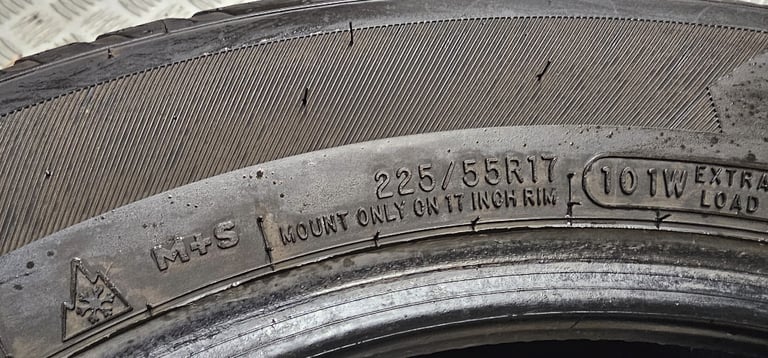 225/55R17
MOUNT ONLY ON 17 INCH RIM
101W
EXTRA
LOAD
M+S